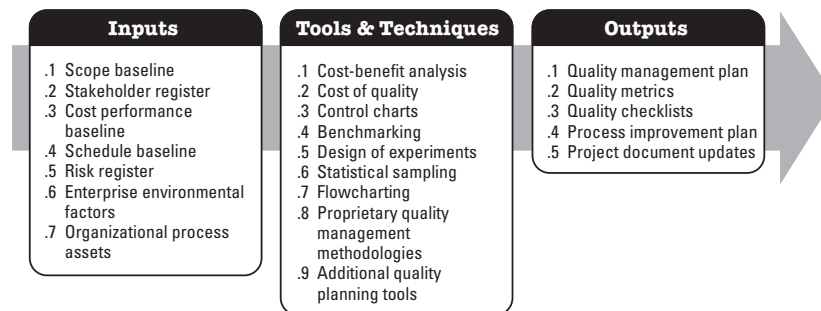 Inputs
.1 Scope baseline
.2 Stakeholder register
.3 Cost performance
baseline
.4 Schedule baseline
.5 Risk register
.6 Enterprise environmental
factors
.7 Organizational process
assets
Tools & Techniques
.1 Cost-benefit analysis
.2 Cost of quality
.3 Control charts
.4 Benchmarking
.5 Design of experiments
.6 Statistical sampling
.7 Flowcharting
.8 Proprietary quality
management
methodologies
.9 Additional quality
planning tools
Outputs
.1 Quality management plan
.2 Quality metrics
.3 Quality checklists
.4 Process improvement plan
.5 Project document updates